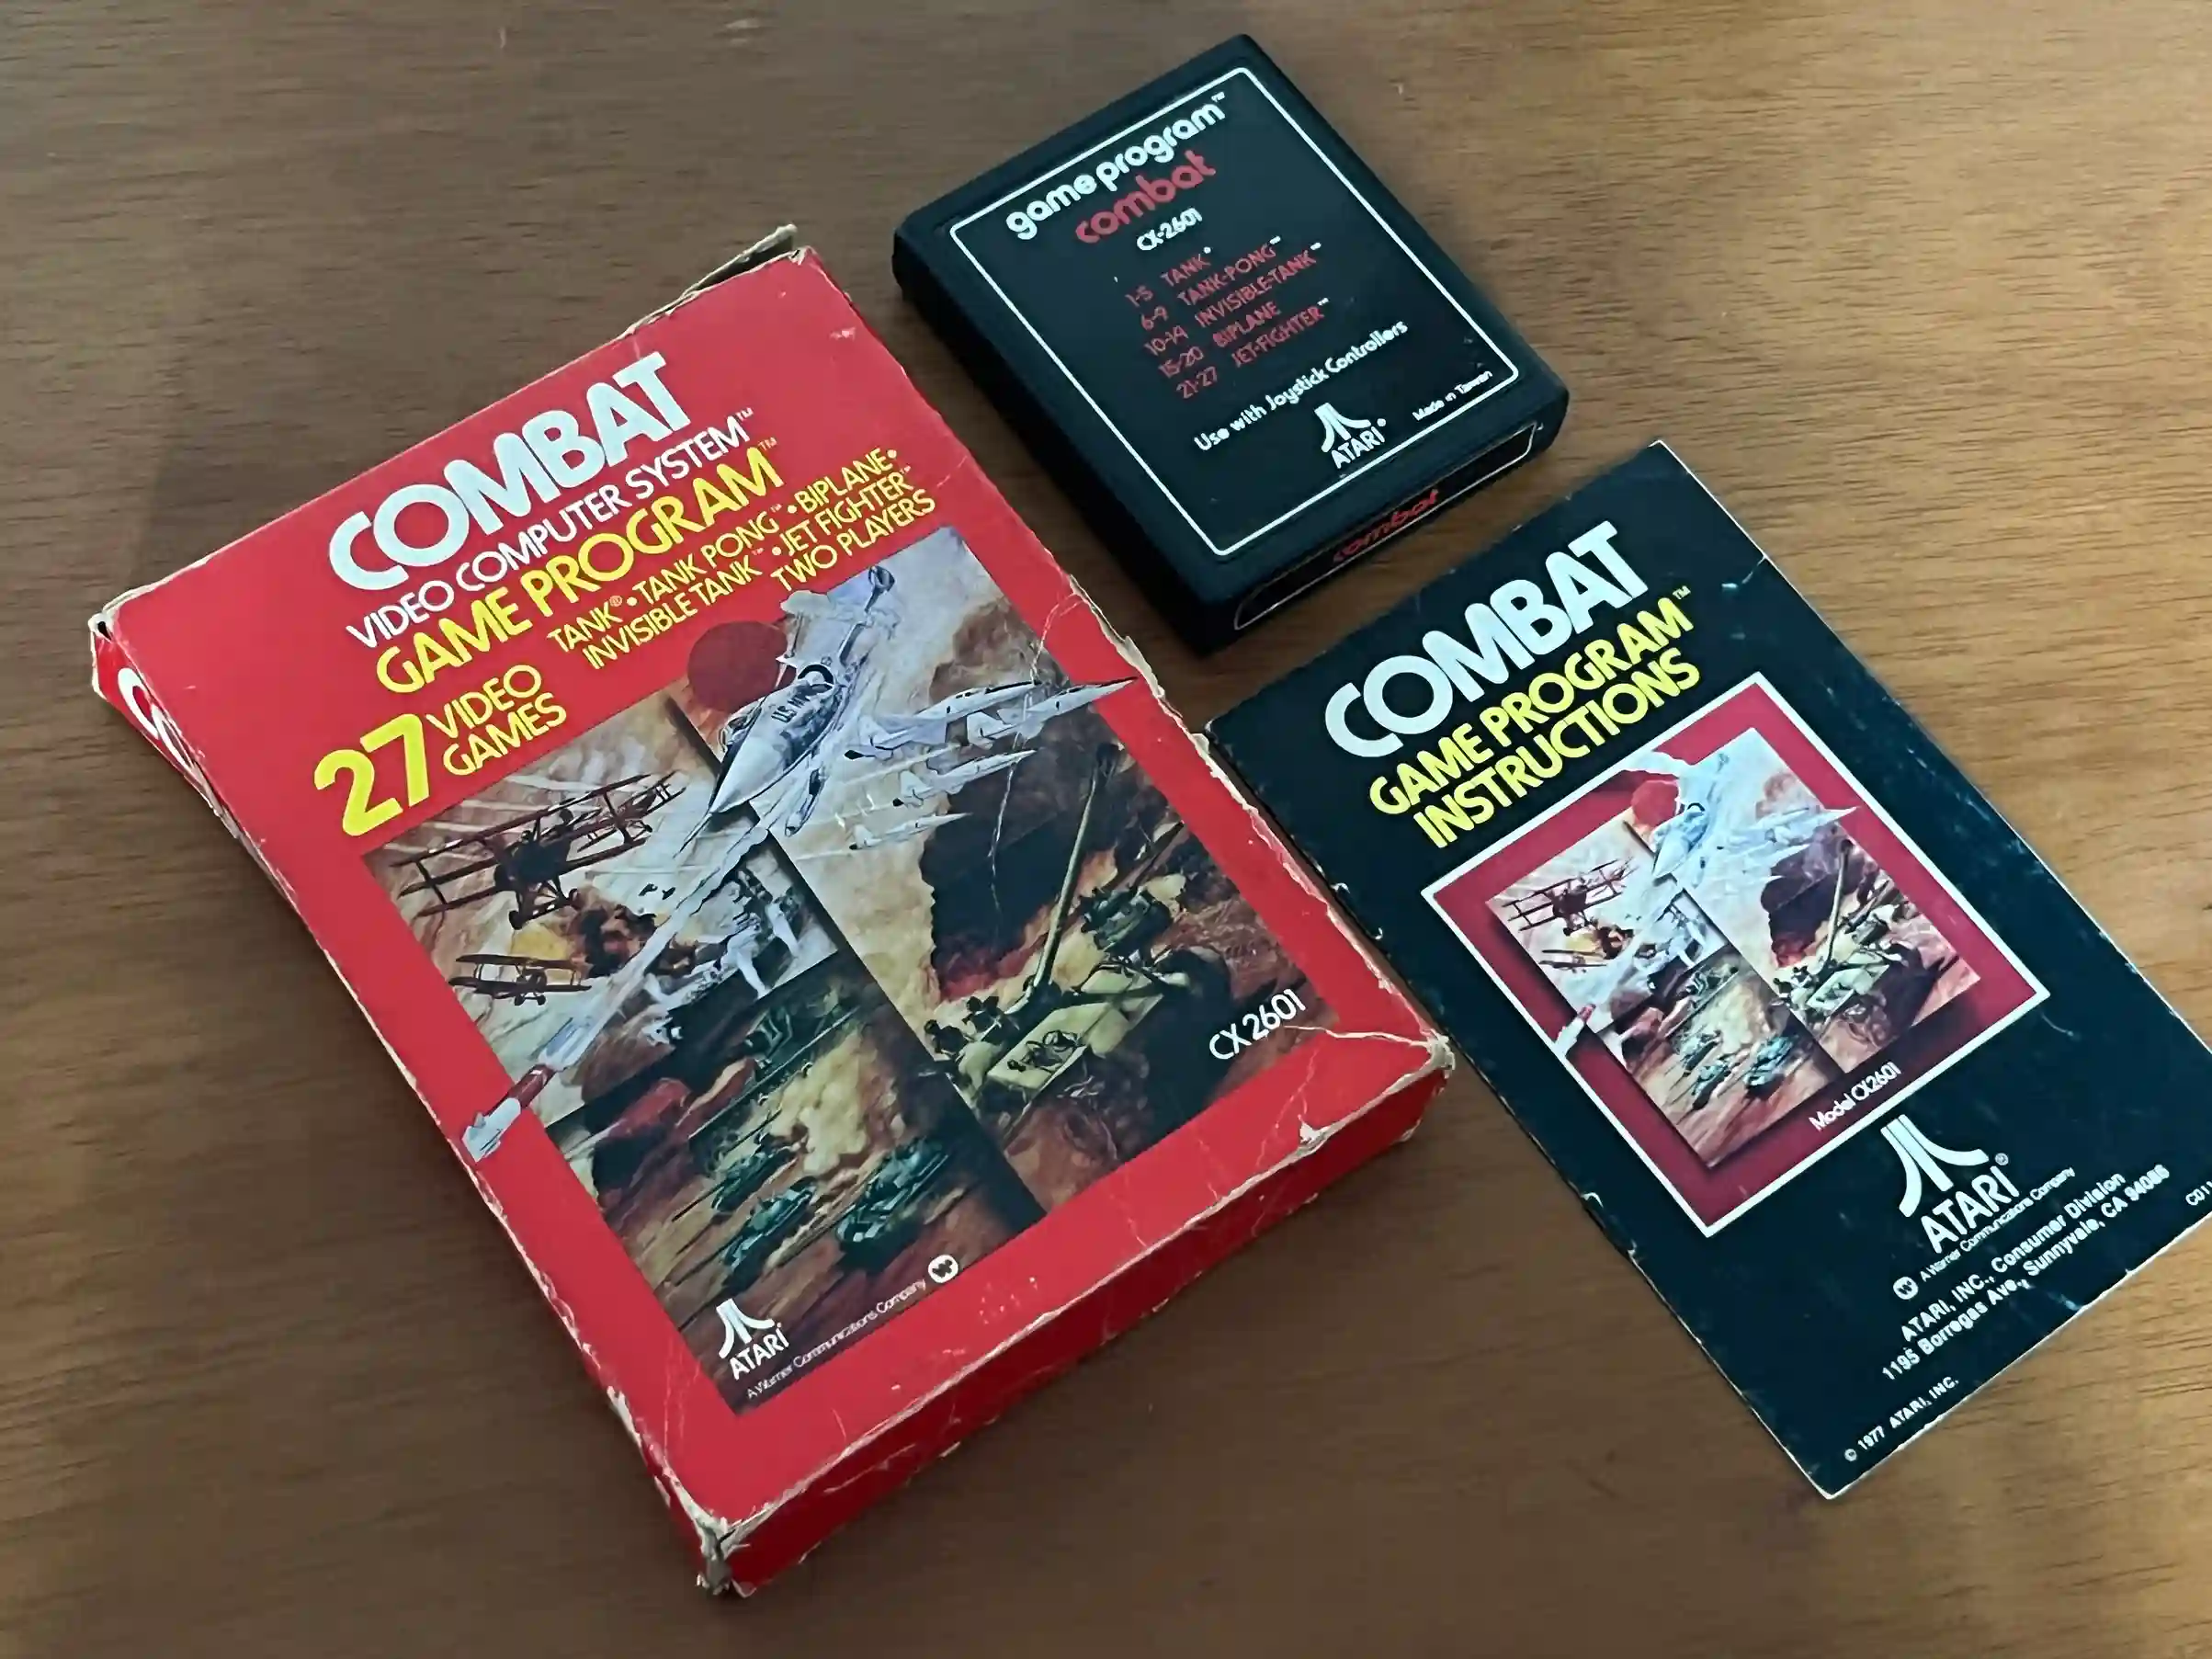 COMBAT
VIDEO COMPUTER SYSTEM™
GAME PROGRAM™
27 VIDEO GAMES
TANK® • TANK PONG™ • BIPLANE •
INVISIBLE TANK™ • JET FIGHTER™
TWO PLAYERS
US
CX2601
ATARI®
A Warner Communications Company
game program™
combat
CX-2601
1-5 TANK®
6-9 TANK-PONG™
10-14 INVISIBLE-TANK™
15-20 BIPLANE
21-27 JET-FIGHTER™
Use with Joystick Controllers
ATARI®
Made in Taiwan
combat
COMBAT
GAME PROGRAM™
INSTRUCTIONS
Model CX2601
ATARI®
A Warner Communications Company
ATARI, INC., Consumer Division
1195 Borregas Ave., Sunnyvale, CA 94086
© 1977 ATARI, INC.